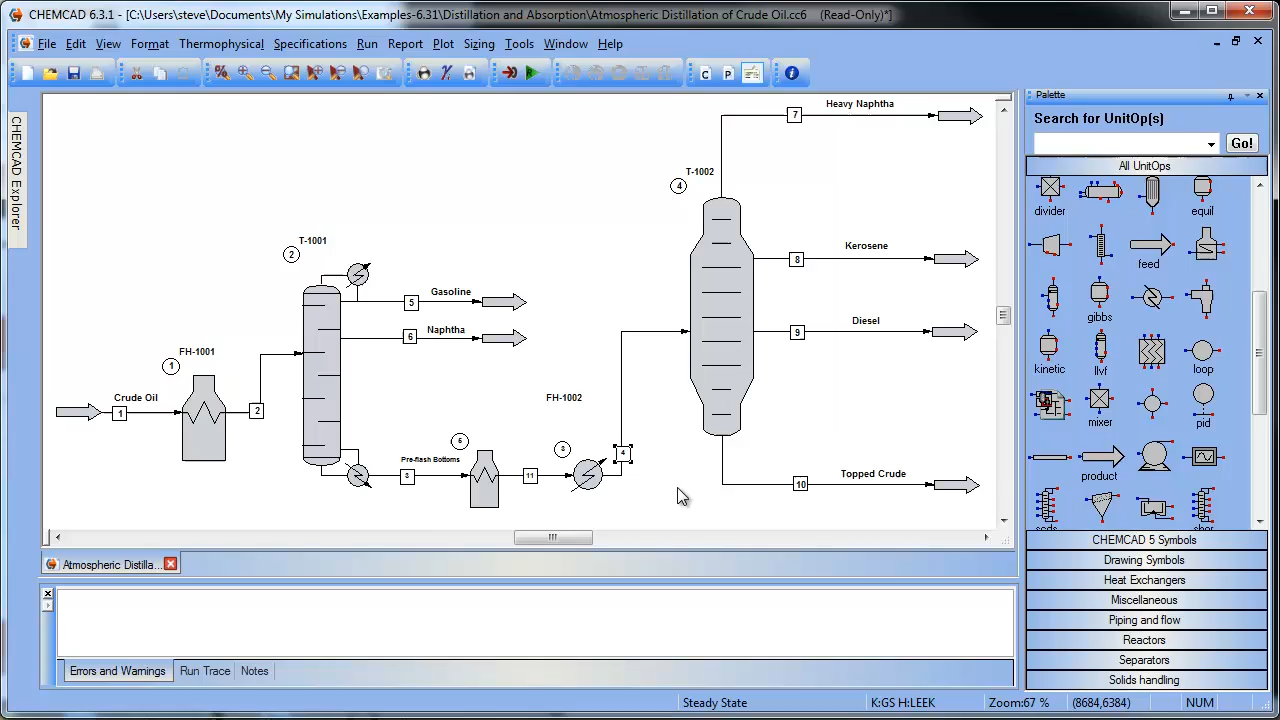 CHEMCAD 6.3.1 - [C:\Users\steve\Documents\My Simulations\Examples-6.31\Distillation and Absorption\Atmospheric Distillation of Crude Oil.cc6 (Read-Only)*]
File Edit View Format Thermophysical Specifications Run Report Plot Sizing Tools Window Help
C P
CHEMCAD Explorer
Heavy Naphtha
7
T-1002
4
T-1001
2
Kerosene
8
Gasoline
5
Naphtha
6
Diesel
9
FH-1001
1
Crude Oil
1
2
FH-1002
6
3
4
Pre-flash Bottoms
8
11
Topped Crude
10
Palette
Search for UnitOp(s)
Go!
All UnitOps
divider equil
feed
gibbs
kinetic llvf loop
mixer pid
product
Atmospheric Distilla...
CHEMCAD 5 Symbols
Drawing Symbols
Heat Exchangers
Miscellaneous
Piping and flow
Reactors
Separators
Solids handling
Errors and Warnings Run Trace Notes
Steady State K:GS H:LEEK Zoom:67 % (8684,6384) NUM